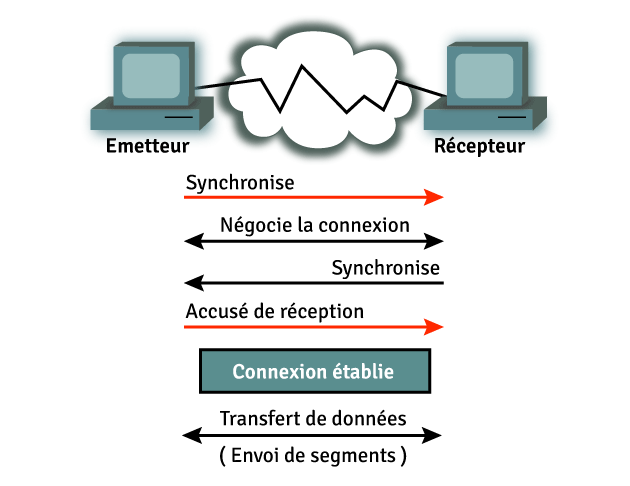 Emetteur
Récepteur
Synchronise
Négocie la connexion
Synchronise
Accusé de réception
Connexion établie
Transfert de données
( Envoi de segments )